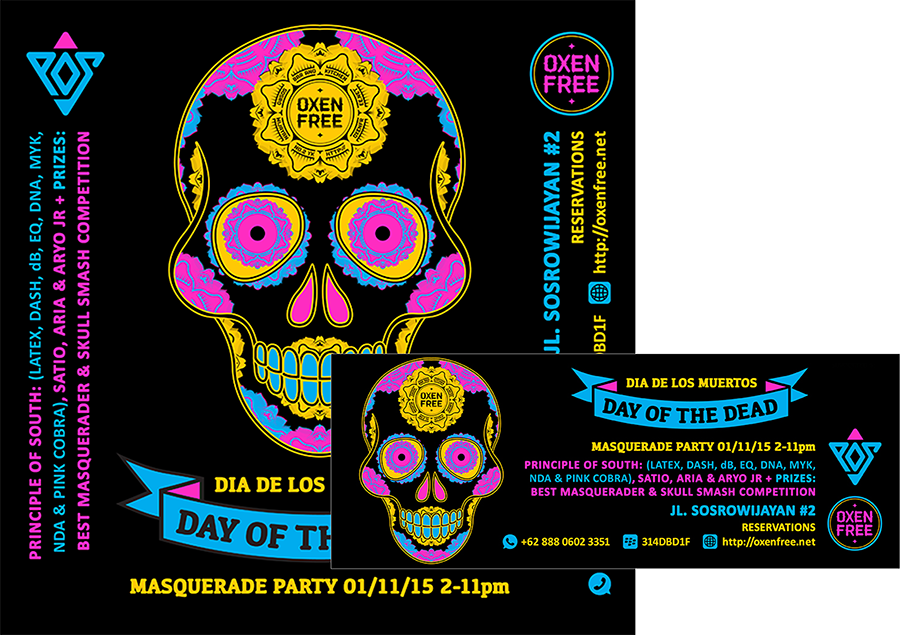 POS
OXEN
FREE
OXEN
FREE
PRINCIPLE OF SOUTH: (LATEX, DASH, dB, EQ, DNA, MYK,
NDA & PINK COBRA), SATIO, ARIA & ARYO JR + PRIZES:
BEST MASQUERADER & SKULL SMASH COMPETITION
JL. SOSROWIJAYAN #2
RESERVATIONS
http://oxenfree.net
DBD1F
DIA DE LOS
DAY OF TH
MASQUERADE PARTY 01/11/15 2-11pm
OXEN
FREE
DIA DE LOS MUERTOS
DAY OF THE DEAD
MASQUERADE PARTY 01/11/15 2-11pm
PRINCIPLE OF SOUTH: (LATEX, DASH, dB, EQ, DNA, MYK,
NDA & PINK COBRA), SATIO, ARIA & ARYO JR + PRIZES:
BEST MASQUERADER & SKULL SMASH COMPETITION
JL. SOSROWIJAYAN #2
RESERVATIONS
+62 888 0602 3351 314DBD1F http://oxenfree.net
POS
OXEN
FREE